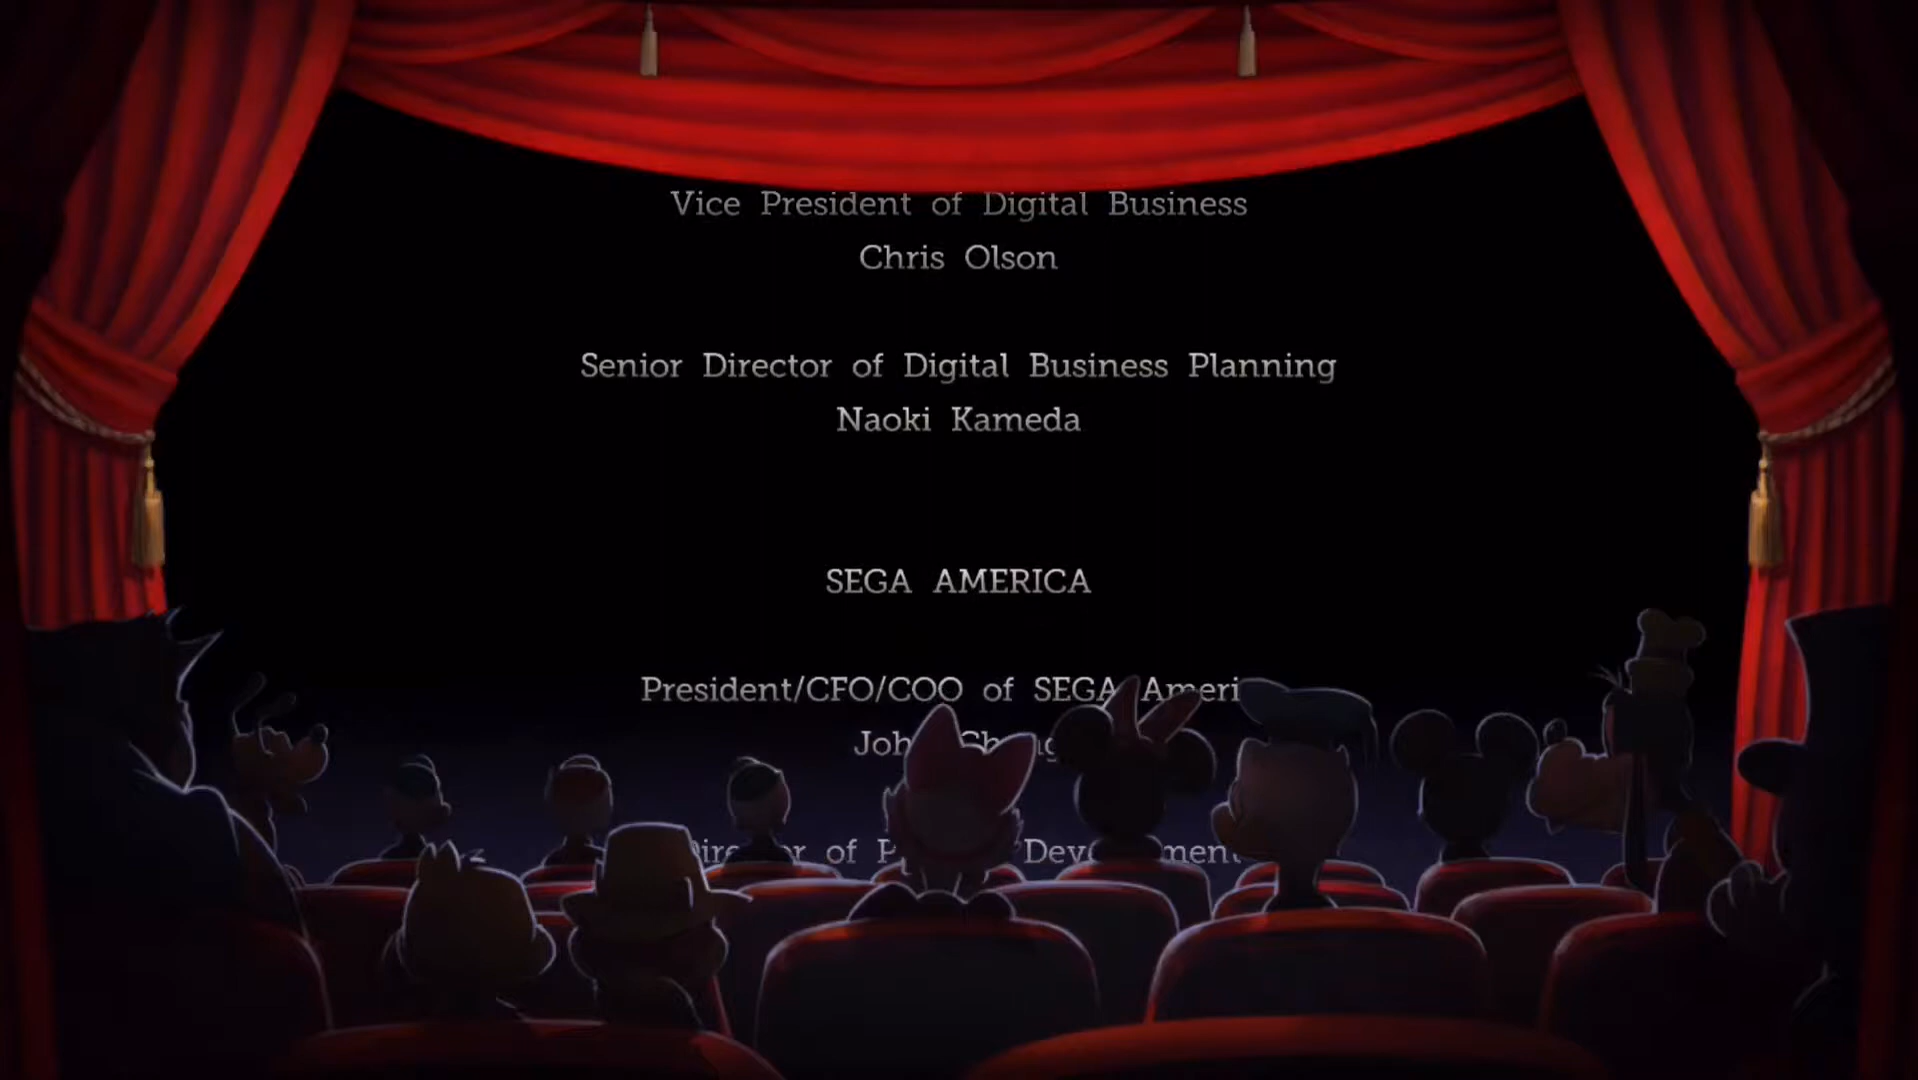 Vice President of Digital Business
Chris Olson
Senior Director of Digital Business Planning
Naoki Kameda
SEGA AMERICA
President/CFO/COO of SEGA
of